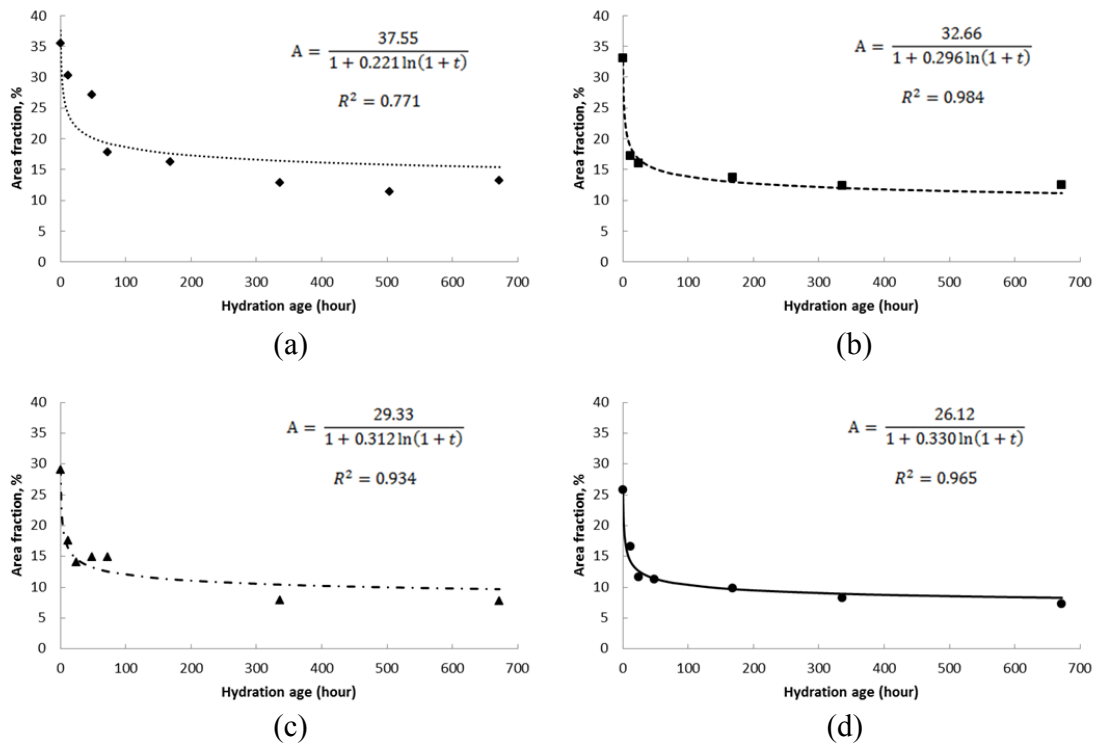 40
35
30
25
20
15
10
5
0
Area fraction, %
A = 37.55 / (1 + 0.221 ln(1 + t))
R² = 0.771
0 100 200 300 400 500 600 700
Hydration age (hour)
(a)
40
35
30
25
20
15
10
5
0
Area fraction, %
A = 32.66 / (1 + 0.296 ln(1 + t))
R² = 0.984
0 100 200 300 400 500 600 700
Hydration age (hour)
(b)
40
35
30
25
20
15
10
5
0
Area fraction, %
A = 29.33 / (1 + 0.312 ln(1 + t))
R² = 0.934
0 100 200 300 400 500 600 700
Hydration age (hour)
(c)
40
35
30
25
20
15
10
5
0
Area fraction, %
A = 26.12 / (1 + 0.330 ln(1 + t))
R² = 0.965
0 100 200 300 400 500 600 700
Hydration age (hour)
(d)